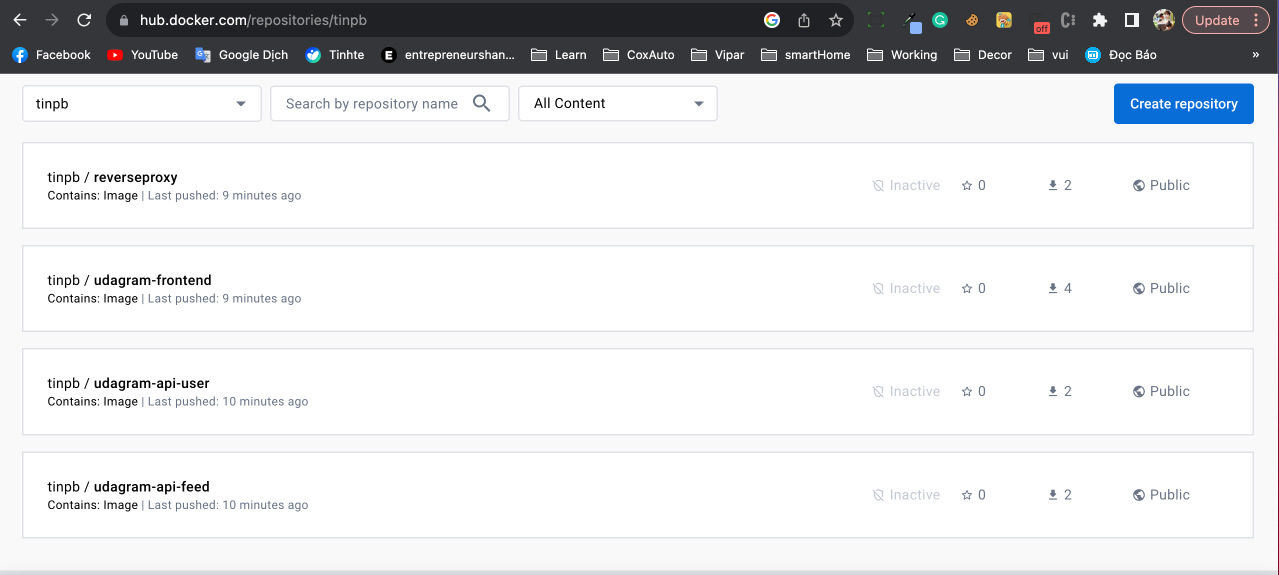 hub.docker.com/repositories/tinpb
off
Update
Facebook
YouTube
Google Dịch
Tinhte
E entrepreneurshan...
Learn
CoxAuto
Vipar
smartHome
Working
Decor
vui
Đọc Báo
»
tinpb
Search by repository name
All Content
Create repository
tinpb / reverseproxy
Contains: Image | Last pushed: 9 minutes ago
Inactive 0 2 Public
tinpb / udagram-frontend
Contains: Image | Last pushed: 9 minutes ago
Inactive 0 4 Public
tinpb / udagram-api-user
Contains: Image | Last pushed: 10 minutes ago
Inactive 0 2 Public
tinpb / udagram-api-feed
Contains: Image | Last pushed: 10 minutes ago
Inactive 0 2 Public